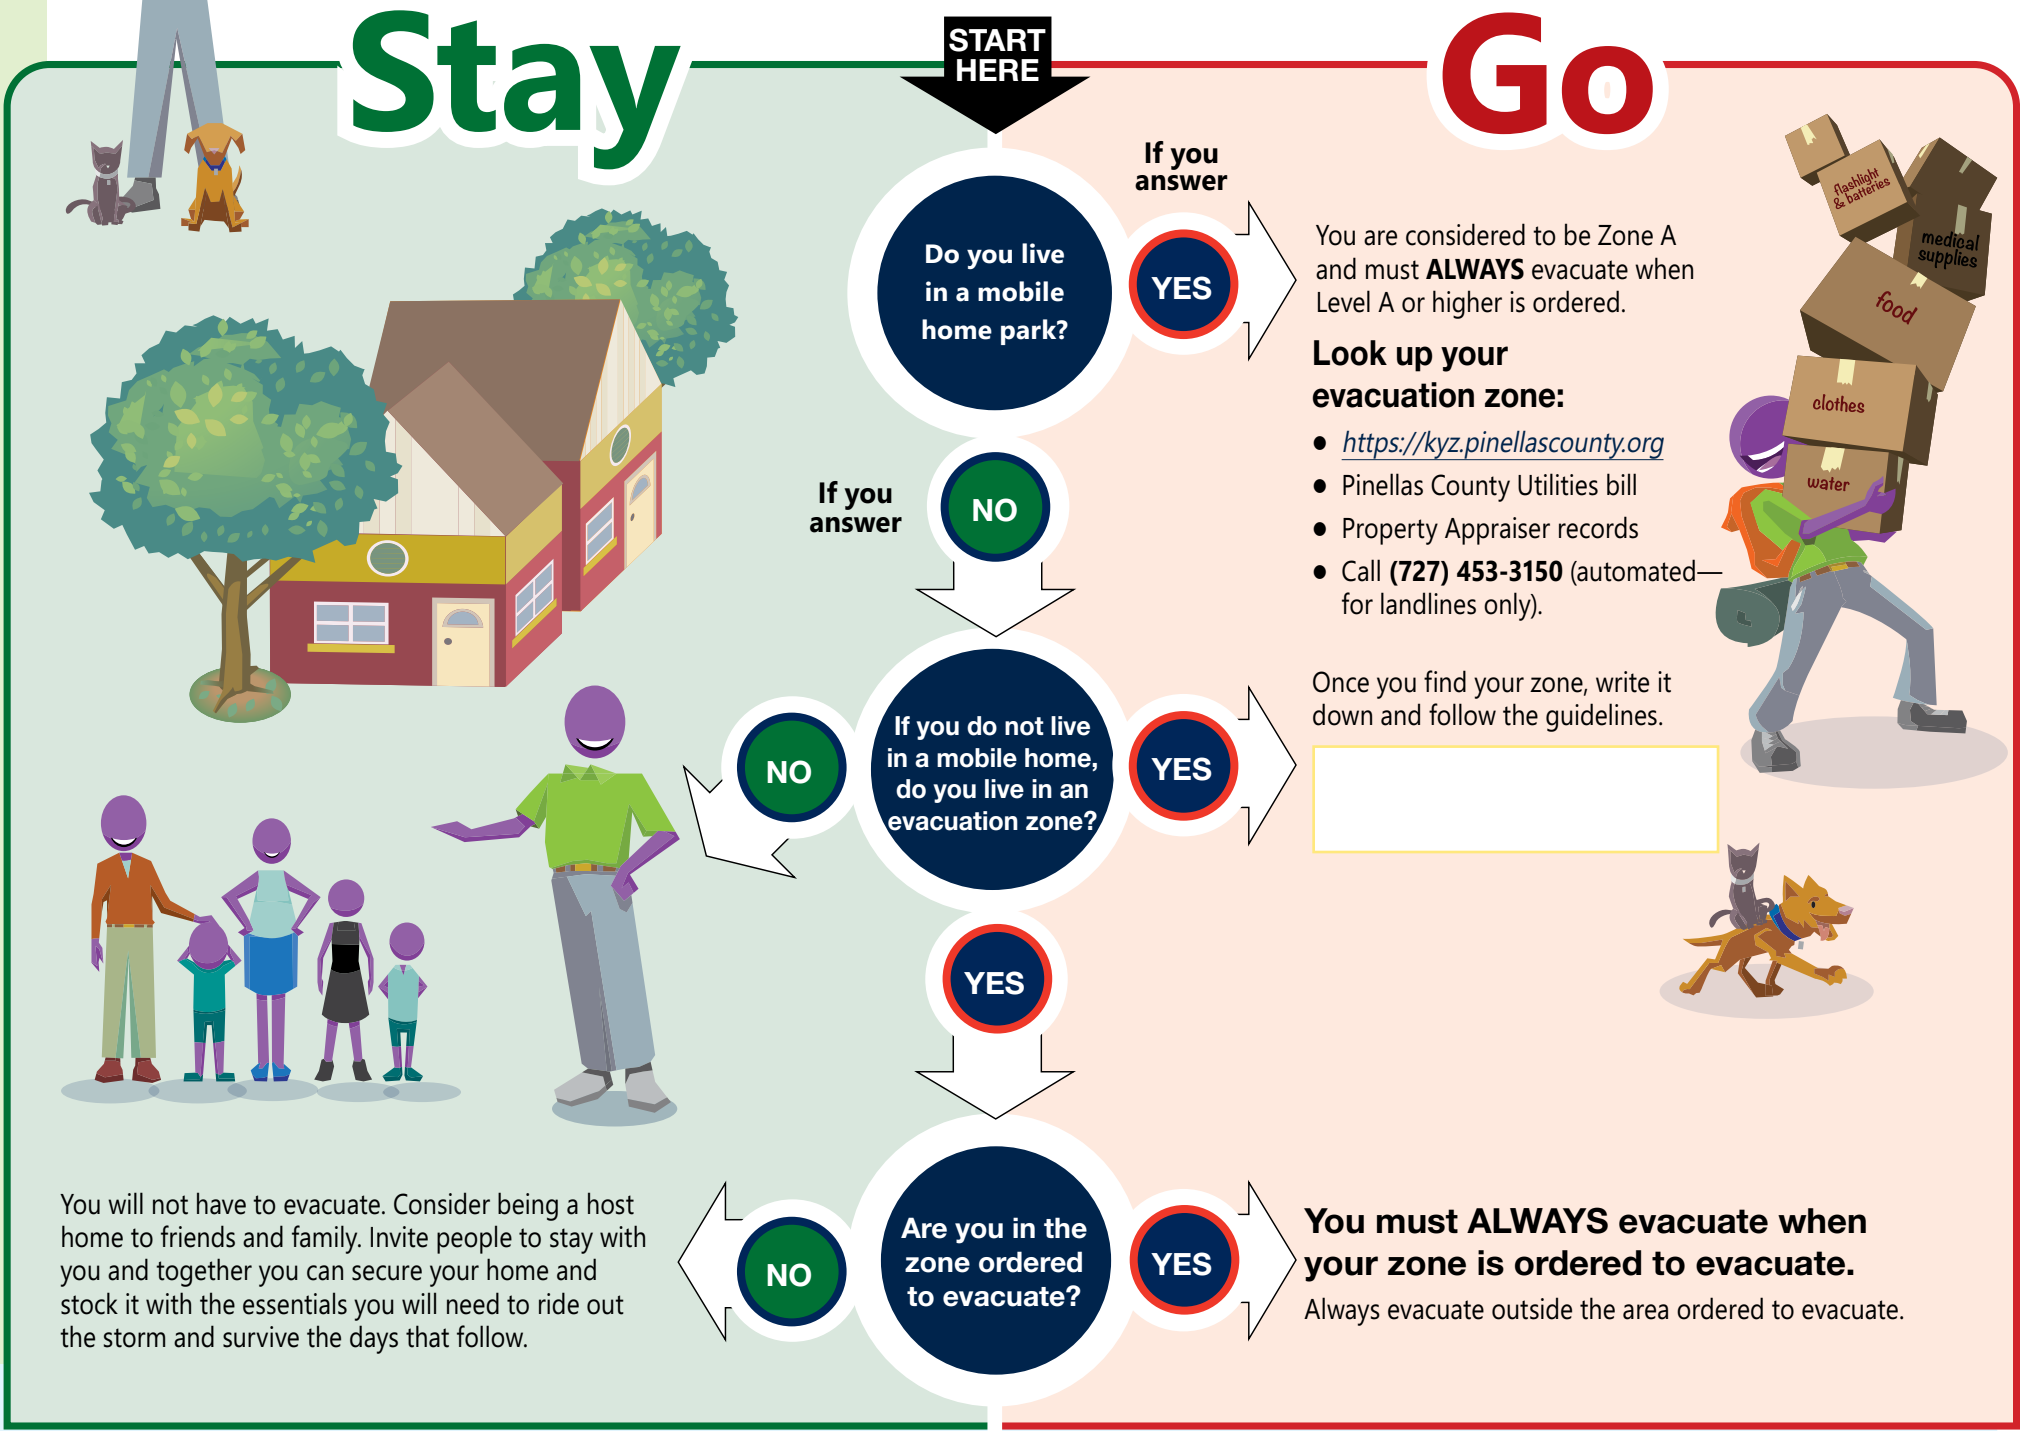 Stay
START
HERE
Go
If you
answer
Do you live
in a mobile
home park?
YES
You are considered to be Zone A
and must ALWAYS evacuate when
Level A or higher is ordered.
Look up your
evacuation zone:
● https://kyz.pinellascounty.org
● Pinellas County Utilities bill
● Property Appraiser records
● Call (727) 453-3150 (automated—
for landlines only).
flashlight
& batteries
medical
supplies
food
clothes
water
If you
answer
NO
If you do not live
in a mobile home,
do you live in an
evacuation zone?
NO
YES
Once you find your zone, write it
down and follow the guidelines.
YES
Are you in the
zone ordered
to evacuate?
NO
You will not have to evacuate. Consider being a host
home to friends and family. Invite people to stay with
you and together you can secure your home and
stock it with the essentials you will need to ride out
the storm and survive the days that follow.
YES
You must ALWAYS evacuate when
your zone is ordered to evacuate.
Always evacuate outside the area ordered to evacuate.